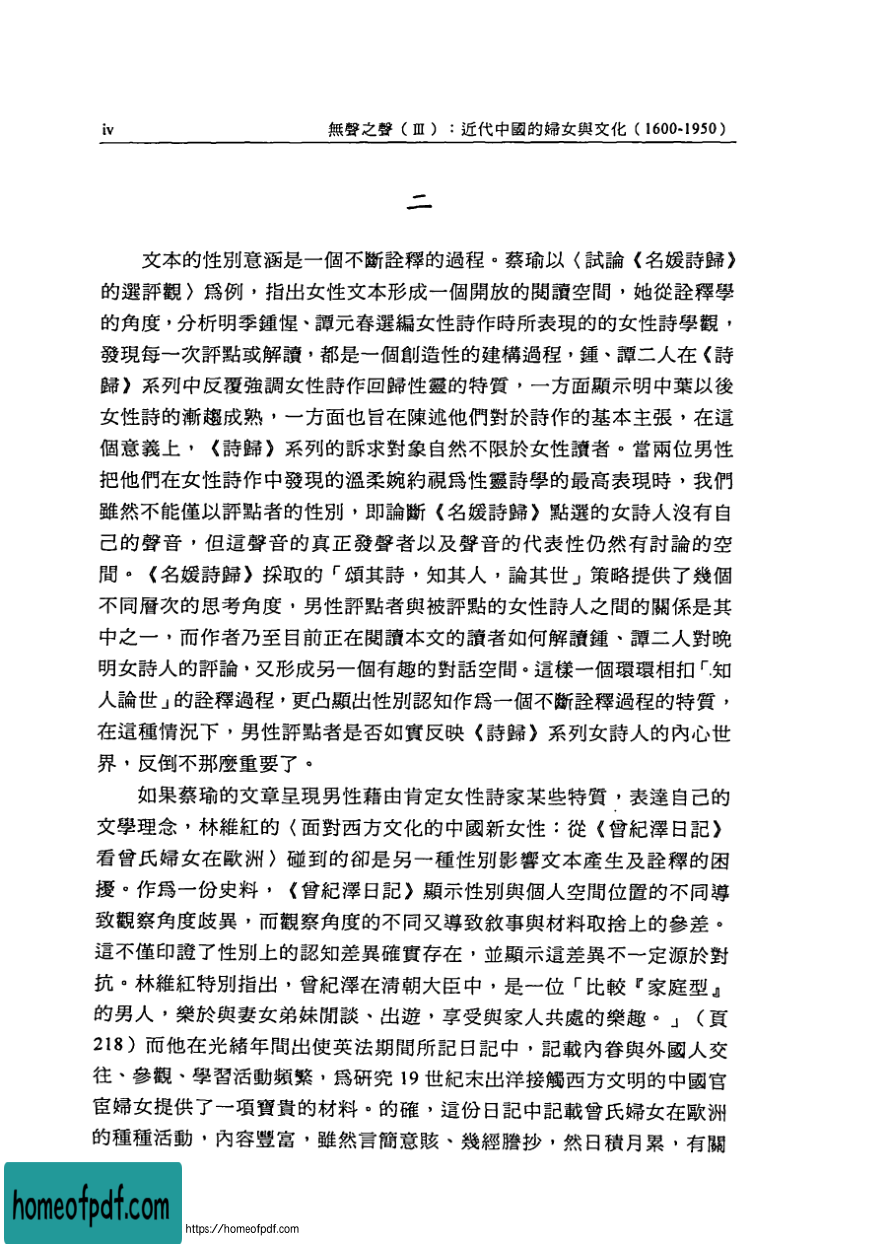 iv 無聲之聲（Ⅲ）：近代中國的婦女與文化（1600-1950）
二
文本的性別意涵是一個不斷詮釋的過程。蔡瑜以〈試論《名媛詩歸》
的選評觀〉爲例，指出女性文本形成一個開放的閱讀空間，她從詮釋學
的角度，分析明季鍾惺、譚元春選編女性詩作時所表現的的女性詩學觀，
發現每一次評點或解讀，都是一個創造性的建構過程，鍾、譚二人在《詩
歸》系列中反覆強調女性詩作回歸性靈的特質，一方面顯示明中葉以後
女性詩的漸趨成熟，一方面也旨在陳述他們對於詩作的基本主張，在這
個意義上，《詩歸》系列的訴求對象自然不限於女性讀者。當兩位男性
把他們在女性詩作中發現的溫柔婉約視爲性靈詩學的最高表現時，我們
雖然不能僅以評點者的性別，即論斷《名媛詩歸》點選的女詩人沒有自
己的聲音，但這聲音的真正發聲者以及聲音的代表性仍然有討論的空
間。《名媛詩歸》採取的「頌其詩，知其人，論其世」策略提供了幾個
不同層次的思考角度，男性評點者與被評點的女性詩人之間的關係是其
中之一，而作者乃至目前正在閱讀本文的讀者如何解讀鍾、譚二人對晚
明女詩人的評論，又形成另一個有趣的對話空間。這樣一個環環相扣「知
人論世」的詮釋過程，更凸顯出性別認知作爲一個不斷詮釋過程的特質，
在這種情況下，男性評點者是否如實反映《詩歸》系列女詩人的內心世
界，反倒不那麼重要了。
如果蔡瑜的文章呈現男性藉由肯定女性詩家某些特質，表達自己的
文學理念，林維紅的〈面對西方文化的中國新女性：從《曾紀澤日記》
看曾氏婦女在歐洲〉碰到的卻是另一種性別影響文本產生及詮釋的困
擾。作爲一份史料，《曾紀澤日記》顯示性別與個人空間位置的不同導
致觀察角度歧異，而觀察角度的不同又導致敘事與材料取捨上的參差。
這不僅印證了性別上的認知差異確實存在，並顯示這差異不一定源於對
抗。林維紅特別指出，曾紀澤在清朝大臣中，是一位「比較『家庭型』
的男人，樂於與妻女弟妹閒談、出遊，享受與家人共處的樂趣。」（頁
218）而他在光緒年間出使英法期間所記日記中，記載內眷與外國人交
往、參觀、學習活動頻繁，爲研究 19 世紀末出洋接觸西方文明的中國官
宦婦女提供了一項寶貴的材料。的確，這份日記中記載曾氏婦女在歐洲
的種種活動，內容豐富，雖然言簡意賅、幾經謄抄，然日積月累，有關
homeofpdf.com
https://homeofpdf.com